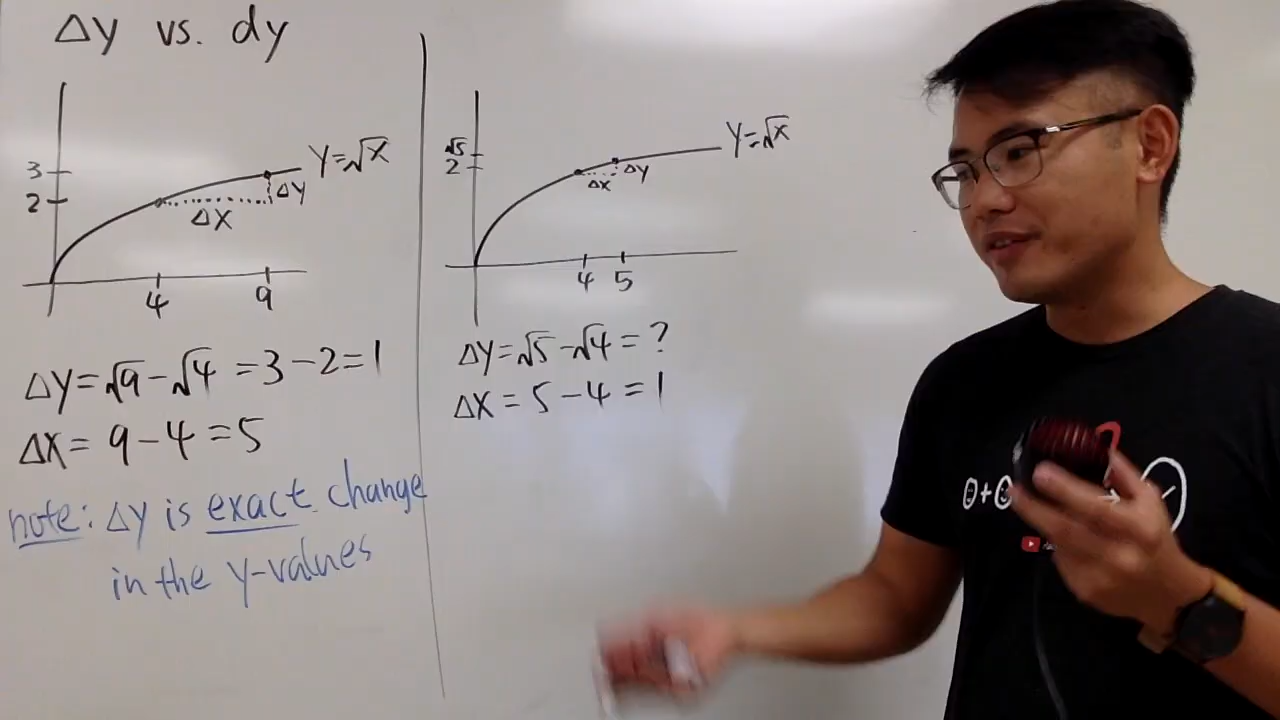 Δy vs. dy
3
2
y=√x
Δy
Δx
4
9
Δy=√9-√4=3-2=1
Δx=9-4=5
note: Δy is exact change
in the y-values
√5
2
y=√x
Δx
Δy
4
5
Δy=√5-√4=?
Δx=5-4=1